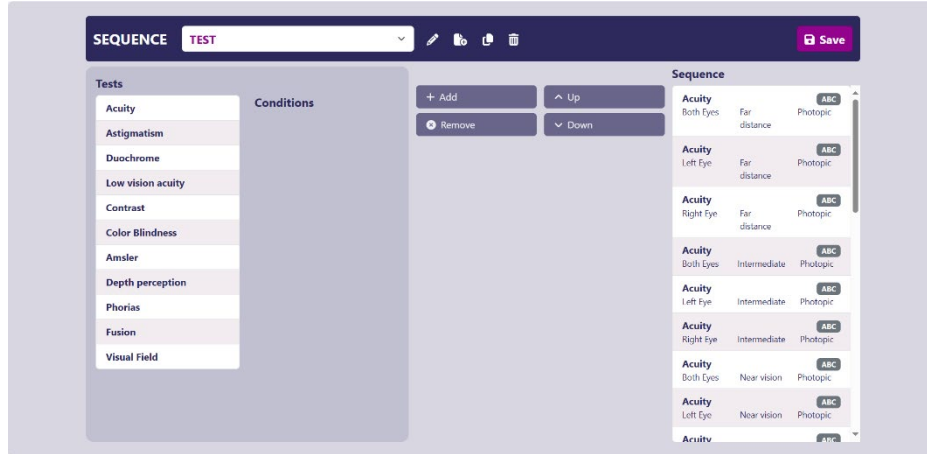 SEQUENCE TEST Save
Tests
Acuity
Astigmatism
Duochrome
Low vision acuity
Contrast
Color Blindness
Amsler
Depth perception
Phorias
Fusion
Visual Field
Conditions
+ Add
Up
Remove
Down
Sequence
Acuity ABC
Both Eyes Far Photopic
distance
Acuity ABC
Left Eye Far Photopic
distance
Acuity ABC
Right Eye Far Photopic
distance
Acuity ABC
Both Eyes Intermediate Photopic
Acuity ABC
Left Eye Intermediate Photopic
Acuity ABC
Right Eye Intermediate Photopic
Acuity ABC
Both Eyes Near vision Photopic
Acuity ABC
Left Eye Near vision Photopic
Acuity ABC